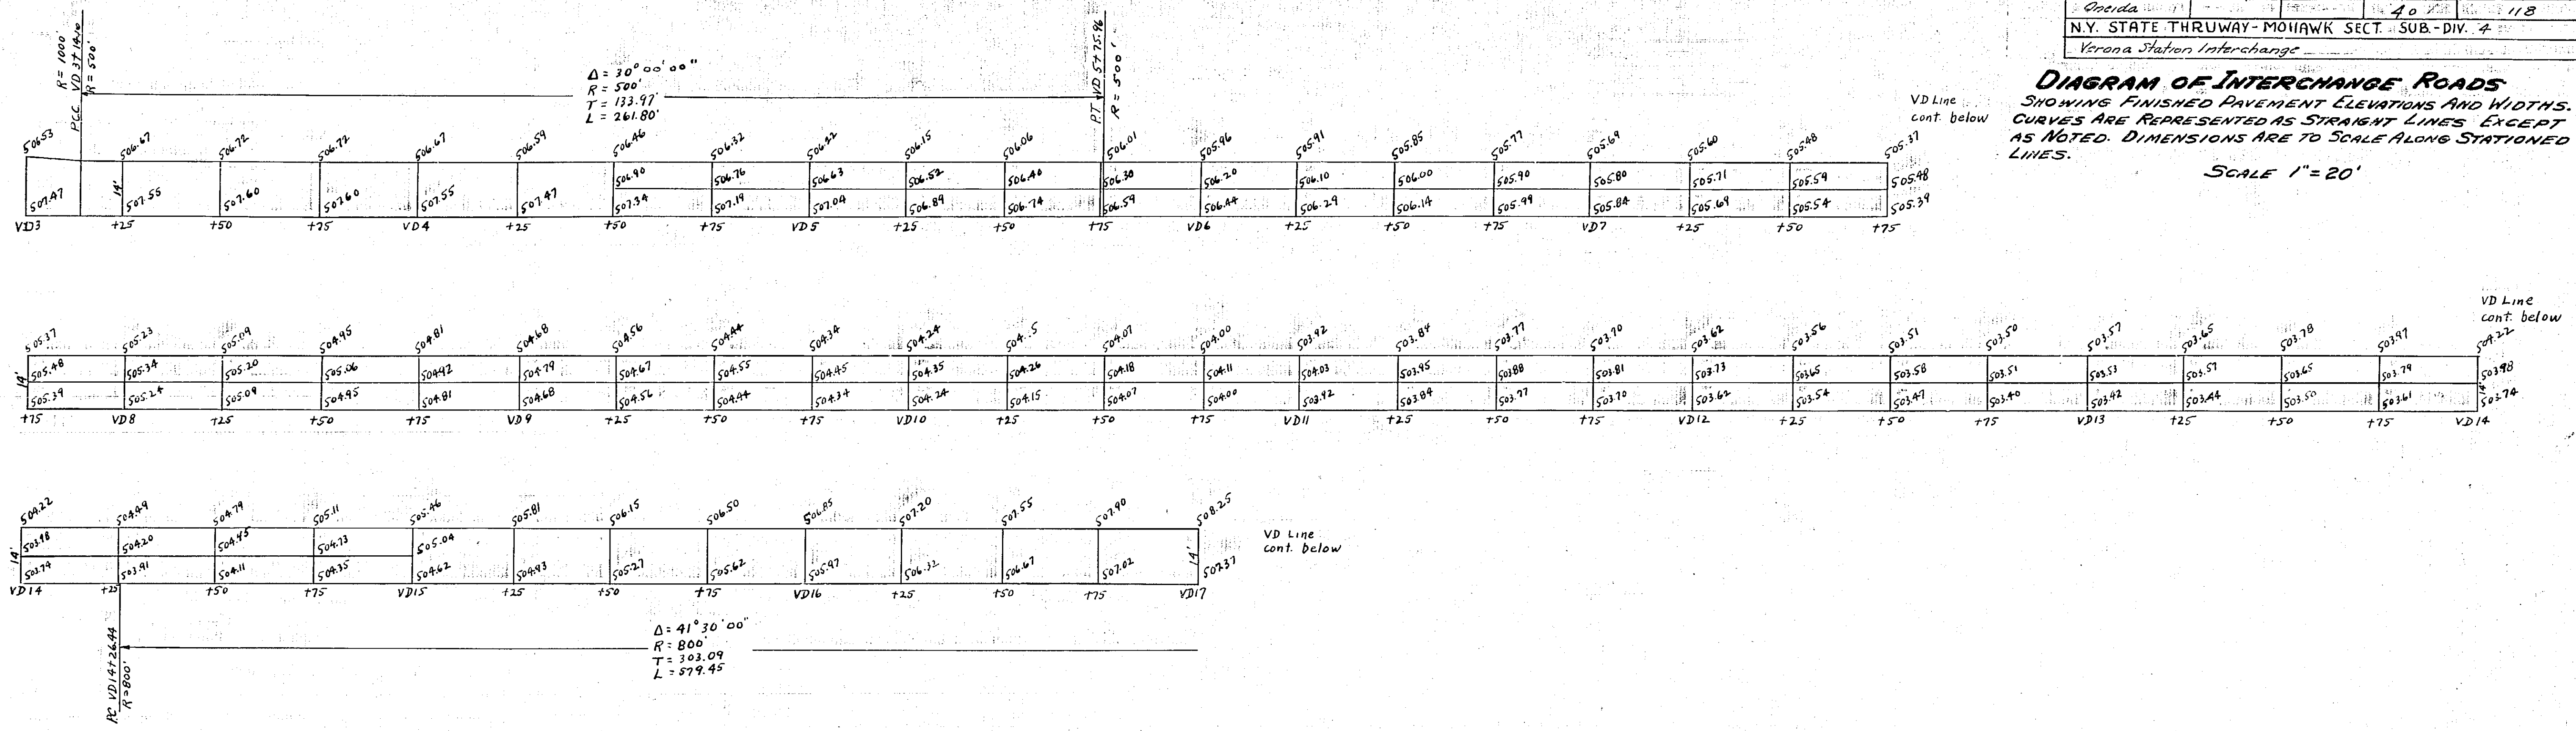 Oneida 40 118
N.Y. STATE THRUWAY - MOHAWK SECT. SUB.-DIV. 4
Verona Station Interchange
DIAGRAM OF INTERCHANGE ROADS
SHOWING FINISHED PAVEMENT ELEVATIONS AND WIDTHS.
CURVES ARE REPRESENTED AS STRAIGHT LINES EXCEPT
AS NOTED. DIMENSIONS ARE TO SCALE ALONG STATIONED
LINES.
SCALE 1"=20'
R= 1000'
PCC VD 3+14.16
R= 500'
Δ= 30°00'00"
R = 500'
T = 133.97'
L = 261.80'
P.T. VD 5+75.96
R= 500'
VD Line
cont. below
506.53 506.67 506.72 506.72 506.67 506.59 506.46 506.32 506.22 506.15 506.06 506.01 505.96 505.91 505.85 505.77 505.69 505.60 505.48 505.37
506.90 506.76 506.63 506.52 506.40 506.30 506.20 506.10 506.00 505.90 505.80 505.71 505.59 505.48
14'
507.47 507.55 507.60 507.60 507.55 507.47 507.34 507.19 507.04 506.89 506.74 506.59 506.44 506.29 506.14 505.99 505.84 505.69 505.54 505.39
VD3 +25 +50 +75 VD4 +25 +50 +75 VD5 +25 +50 +75 VD6 +25 +50 +75 VD7 +25 +50 +75
VD Line
cont. below
505.37 505.23 505.09 504.95 504.81 504.68 504.56 504.44 504.34 504.24 504.15 504.07 504.00 503.92 503.84 503.77 503.70 503.62 503.56 503.51 503.50 503.57 503.65 503.78 503.97 504.22
505.48 505.34 505.20 505.06 504.92 504.79 504.67 504.55 504.45 504.35 504.26 504.18 504.11 504.03 503.95 503.88 503.81 503.73 503.65 503.58 503.51 503.53 503.57 503.65 503.79 503.98
14' 14'
505.39 505.24 505.09 504.95 504.81 504.68 504.56 504.44 504.34 504.24 504.15 504.07 504.00 503.92 503.84 503.77 503.70 503.62 503.54 503.47 503.40 503.42 503.44 503.50 503.61 503.74
+75 VD8 +25 +50 +75 VD9 +25 +50 +75 VD10 +25 +50 +75 VD11 +25 +50 +75 VD12 +25 +50 +75 VD13 +25 +50 +75 VD14
504.22 504.49 504.79 505.11 505.46 505.81 506.15 506.50 506.85 507.20 507.55 507.90 508.25
503.98 504.20 504.45 504.73 505.04
14' 14'
503.74 503.91 504.11 504.35 504.62 504.93 505.27 505.62 505.97 506.32 506.67 507.02 507.37
VD14 +25 +50 +75 VD15 +25 +50 +75 VD16 +25 +50 +75 VD17
VD Line
cont. below
P.C. VD14+26.44
R=800'
Δ= 41°30'00"
R = 800'
T = 303.09
L = 579.45